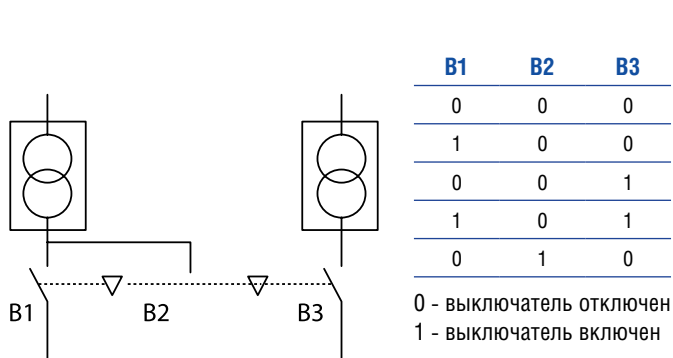 B1 B2 B3
B1 B2 B3
0 0 0
1 0 0
0 0 1
1 0 1
0 1 0
0 - выключатель отключен
1 - выключатель включен